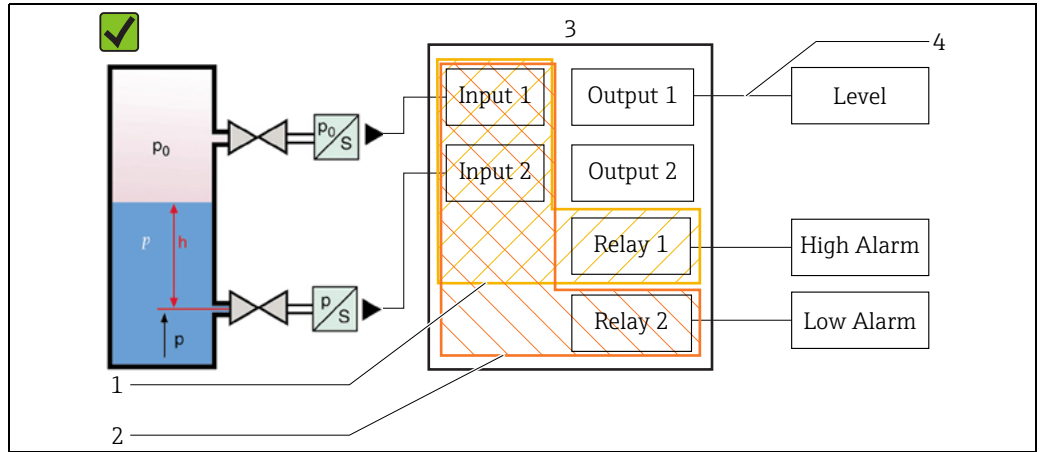 3
4
Input 1
Output 1
Level
p0
p0/S
Input 2
Output 2
p
h
Relay 1
High Alarm
p/S
Relay 2
Low Alarm
p
1
2